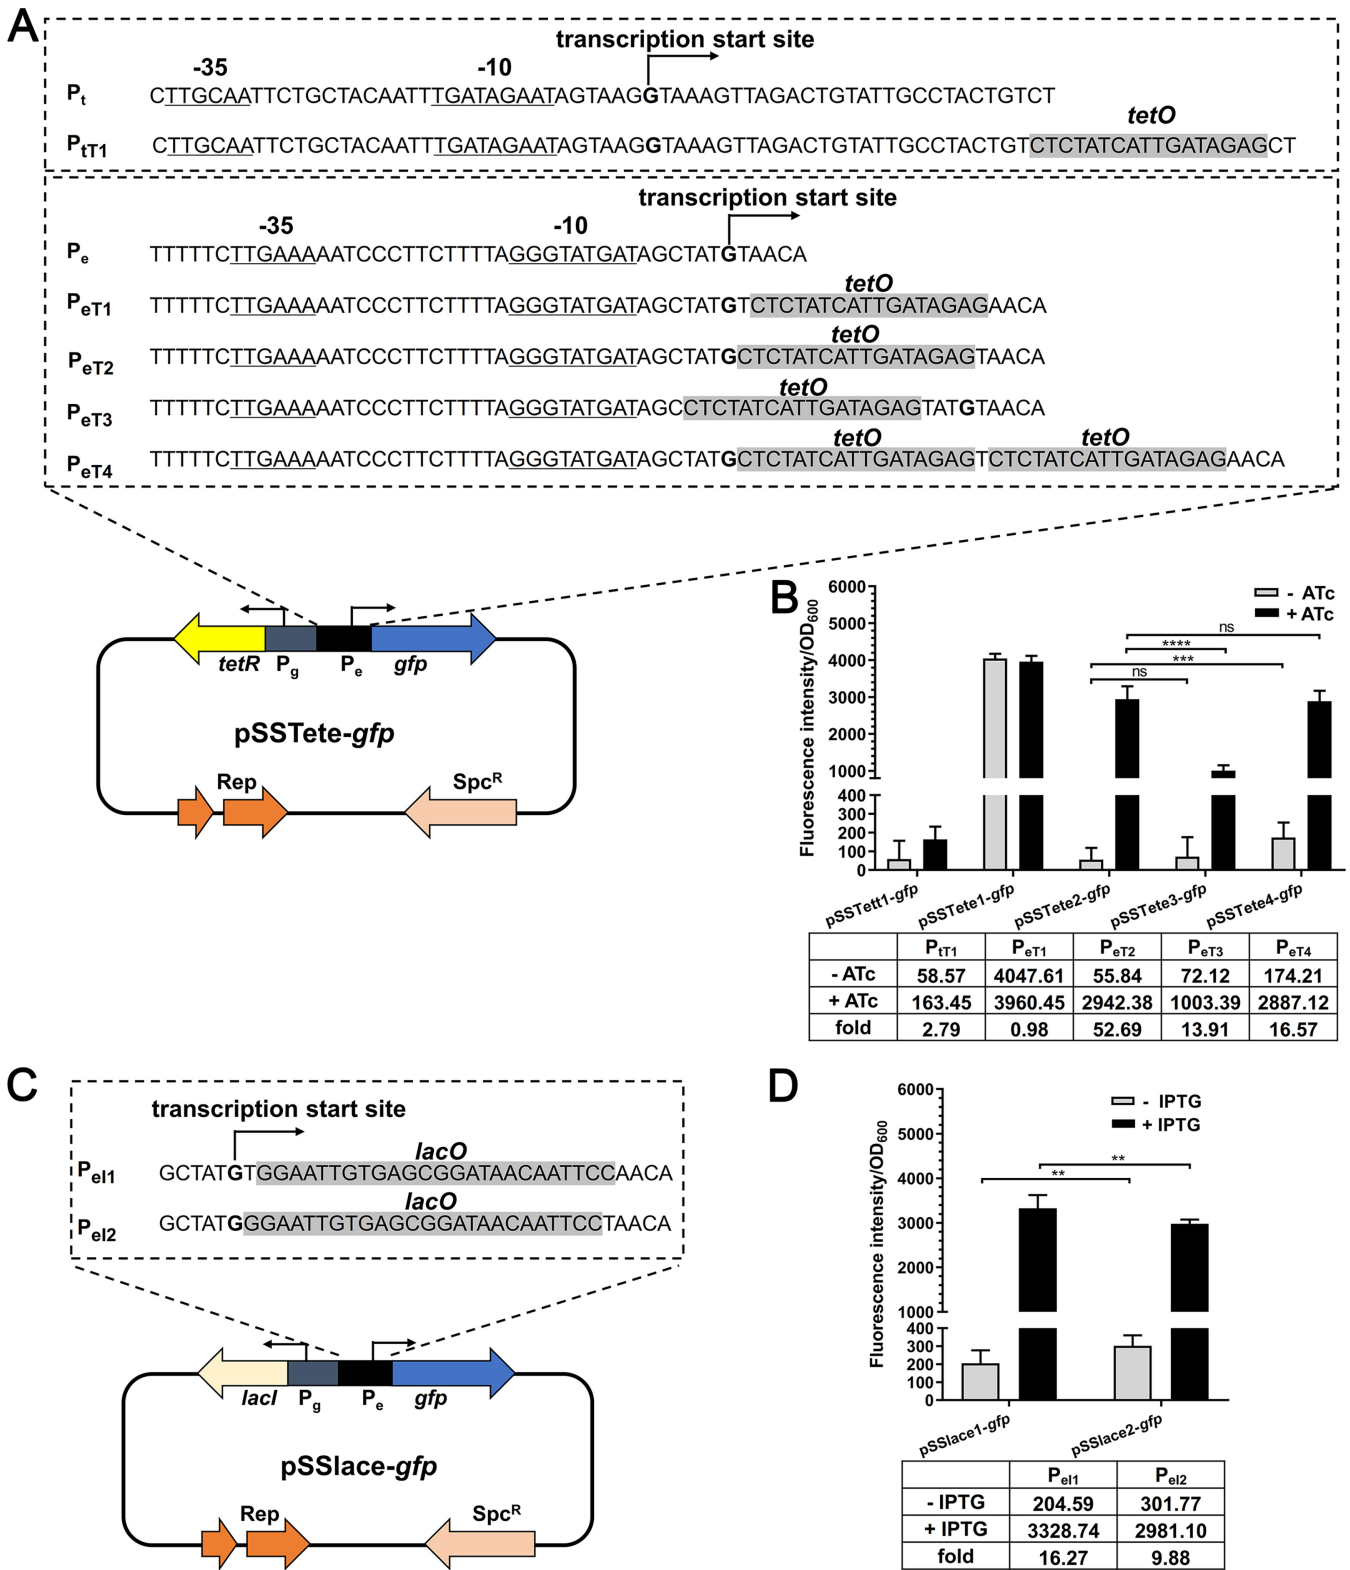 A
transcription start site
-35 -10
Pt CTTGCAATTCTGCTACAATTTGATAGAATAGTAAGGTAAAGTTAGACTGTATTGCCTACTGTCT
tetO
PtT1 CTTGCAATTCTGCTACAATTTGATAGAATAGTAAGGTAAAGTTAGACTGTATTGCCTACTGTCTCTATCATTGATAGAGCT
transcription start site
-35 -10
Pe TTTTTCTTGAAAAATCCCTTCTTTTAGGGTATGATAGCTATGTAACA
tetO
PeT1 TTTTTCTTGAAAAATCCCTTCTTTTAGGGTATGATAGCTATGTCTCTATCATTGATAGAGAACA
tetO
PeT2 TTTTTCTTGAAAAATCCCTTCTTTTAGGGTATGATAGCTATGCTCTATCATTGATAGAGTAACA
tetO
PeT3 TTTTTCTTGAAAAATCCCTTCTTTTAGGGTATGATAGCCTCTATCATTGATAGAGTATGTAACA
tetO tetO
PeT4 TTTTTCTTGAAAAATCCCTTCTTTTAGGGTATGATAGCTATGCTCTATCATTGATAGAGTCTCTATCATTGATAGAGAACA
tetR Pg Pe gfp
pSSTete-gfp
Rep SpcR
B
Fluorescence intensity/OD600
6000
5000
4000
3000
2000
1000
400
300
200
100
0
- ATc
+ ATc
ns
****
***
ns
pSSTett1-gfp pSSTete1-gfp pSSTete2-gfp pSSTete3-gfp pSSTete4-gfp
PtT1 PeT1 PeT2 PeT3 PeT4
- ATc 58.57 4047.61 55.84 72.12 174.21
+ ATc 163.45 3960.45 2942.38 1003.39 2887.12
fold 2.79 0.98 52.69 13.91 16.57
C
transcription start site
lacO
PeI1 GCTATGTGGAATTGTGAGCGGATAACAATTCCAACA
lacO
PeI2 GCTATGGGAATTGTGAGCGGATAACAATTCCTAACA
lacI Pg Pe gfp
pSSlace-gfp
Rep SpcR
D
Fluorescence intensity/OD600
6000
5000
4000
3000
2000
1000
400
300
200
100
0
- IPTG
+ IPTG
**
**
pSSlace1-gfp pSSlace2-gfp
PeI1 PeI2
- IPTG 204.59 301.77
+ IPTG 3328.74 2981.10
fold 16.27 9.88